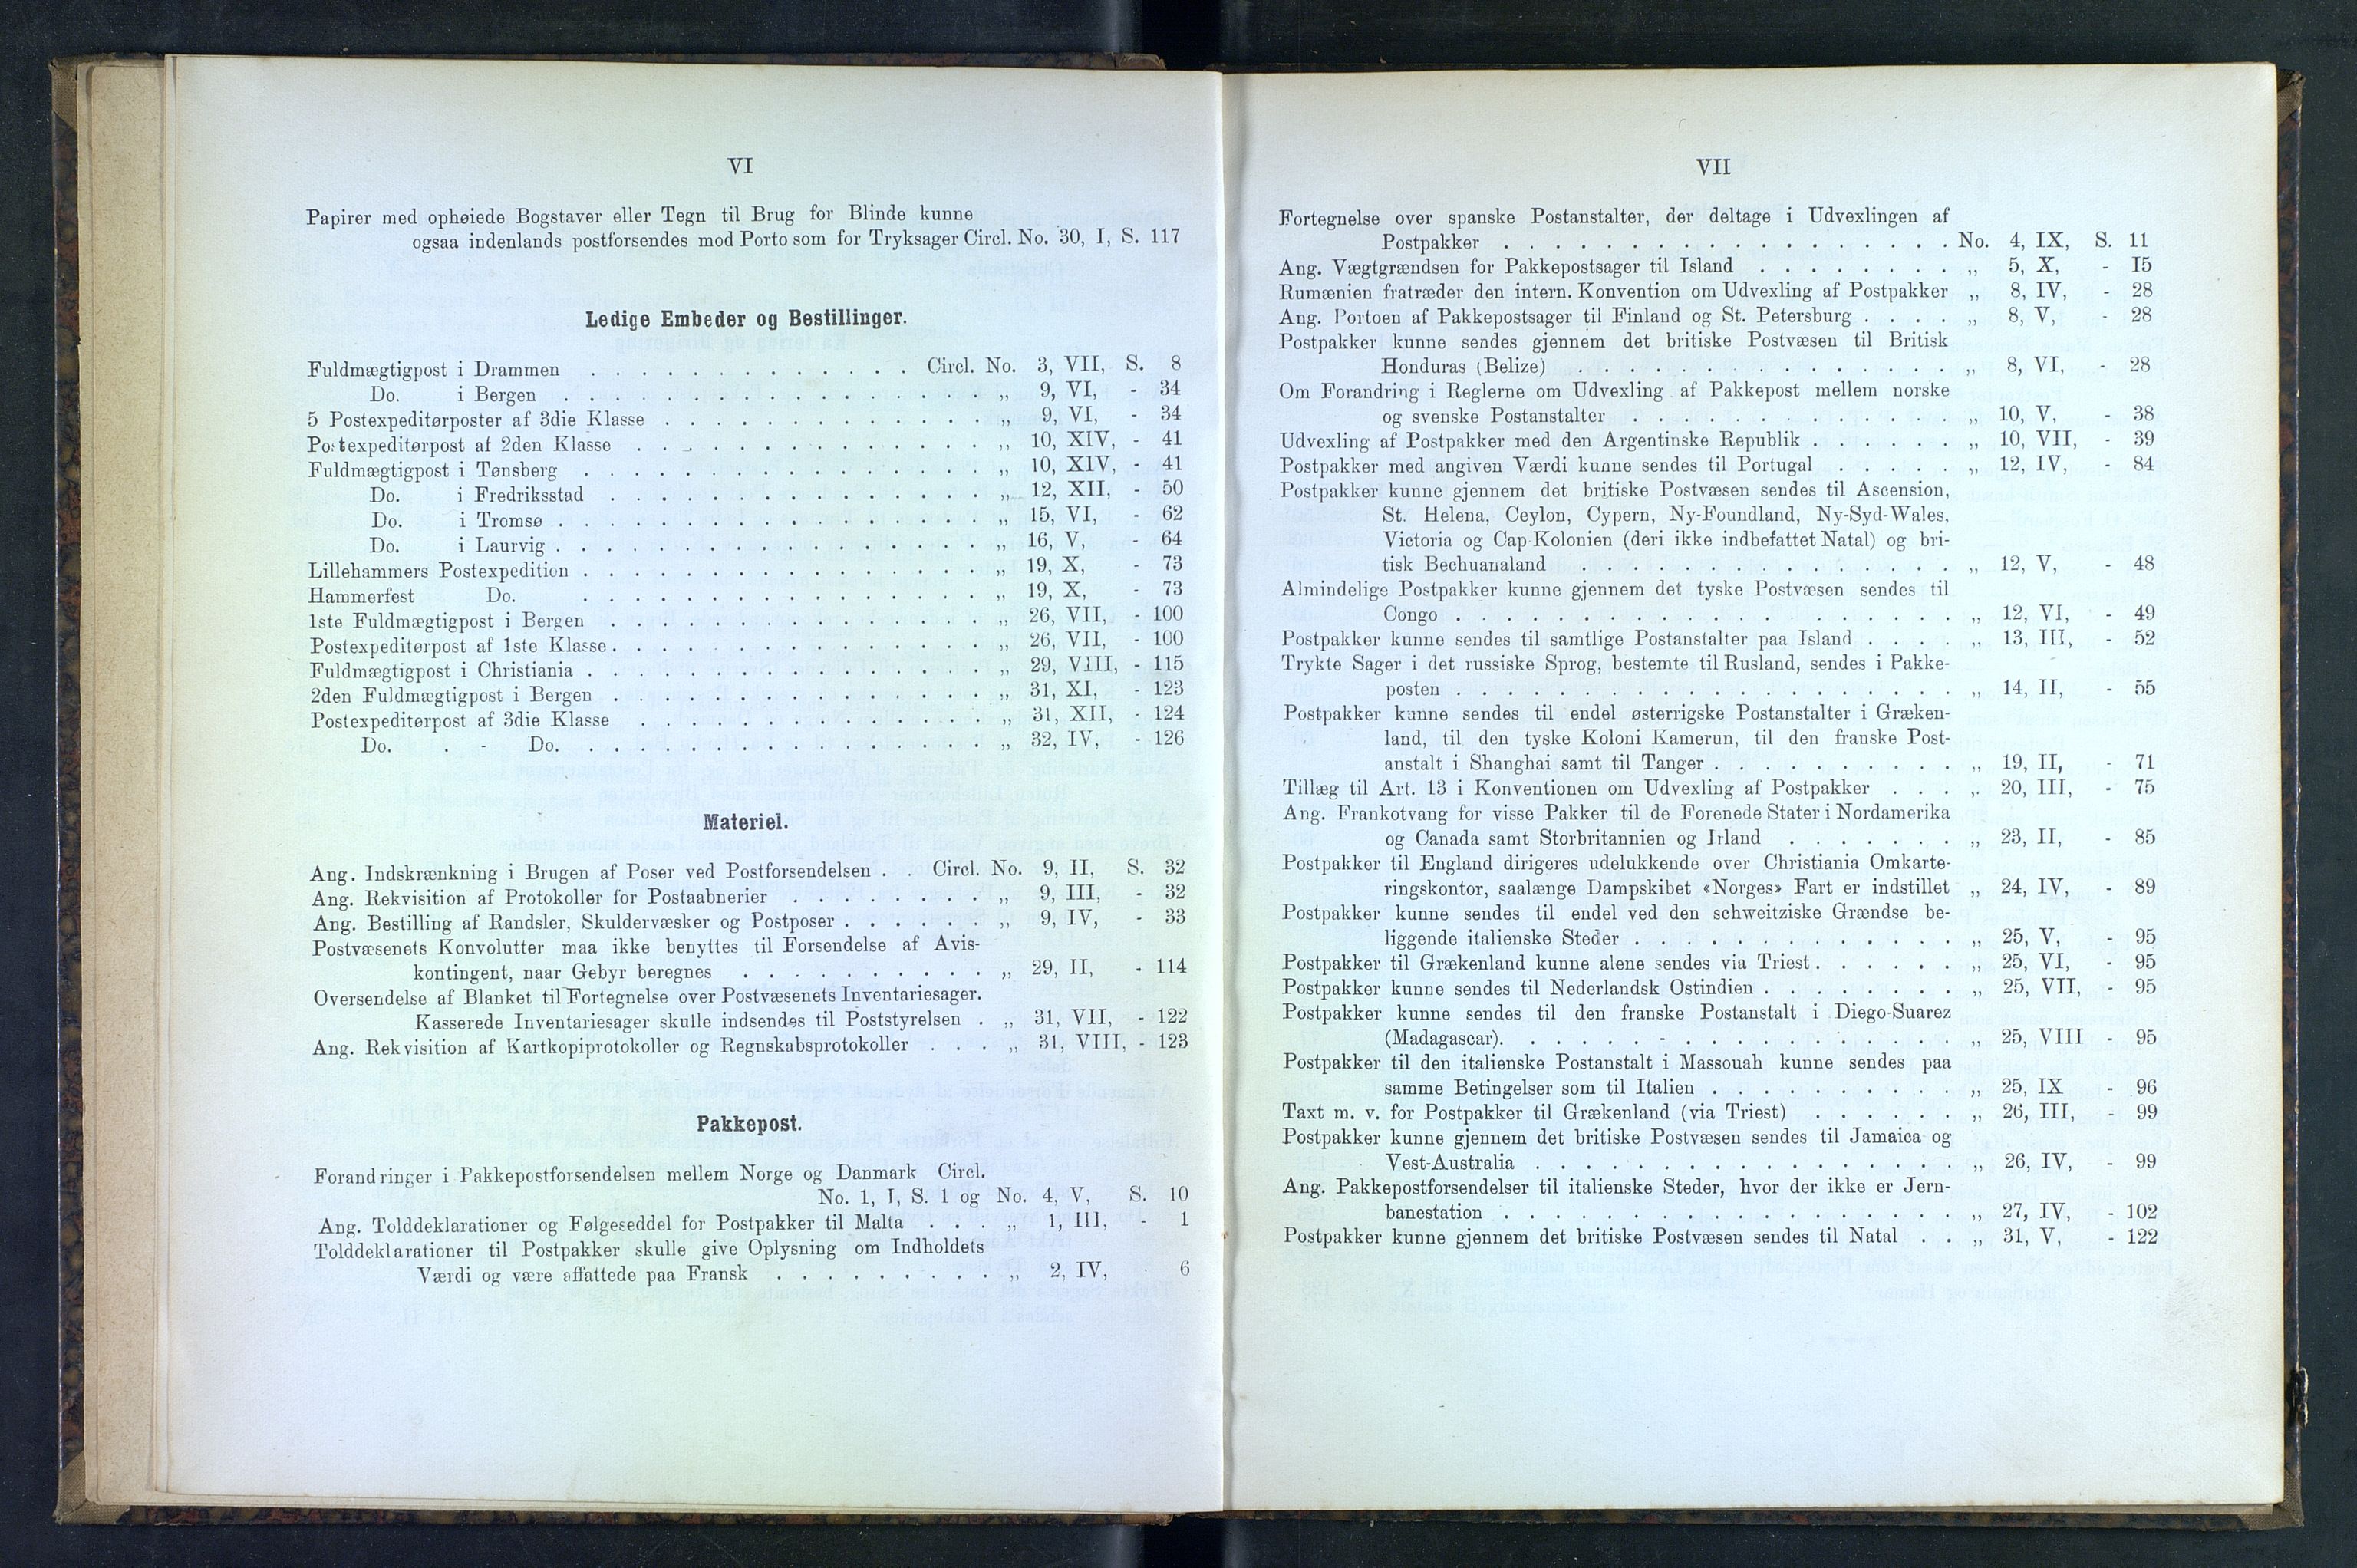 VI
Papirer med ophøiede Bogstaver eller Tegn til Brug for Blinde kunne
ogsaa indenlands postforsendes mod Porto som for Tryksager Circl. No. 30, I, S. 117
Ledige Embeder og Bestillinger.
Fuldmægtigpost i Drammen . . . . . . . . . . . . . Circl. No. 3, VII, S. 8
Do. i Bergen . . . . . . . . . . . . . . . . . . „ 9, VI, - 34
5 Postexpeditørposter af 3die Klasse . . . . . . . . . . . . . „ 9, VI, - 34
Postexpeditørpost af 2den Klasse . . . . . . . . . . . . . . „ 10, XIV, - 41
Fuldmægtigpost i Tønsberg . . . . . . . . . . . . . . . . „ 10, XIV, - 41
Do. i Fredriksstad . . . . . . . . . . . . . . . „ 12, XII, - 50
Do. i Tromsø . . . . . . . . . . . . . . . . . „ 15, VI, - 62
Do. i Laurvig . . . . . . . . . . . . . . . . . „ 16, V, - 64
Lillehammers Postexpedition . . . . . . . . . . . . . . . . „ 19, X, - 73
Hammerfest Do. . . . . . . . . . . . . . . . . „ 19, X, - 73
1ste Fuldmægtigpost i Bergen . . . . . . . . . . . . . . . „ 26, VII, - 100
Postexpeditørpost af 1ste Klasse . . . . . . . . . . . . . . . „ 26, VII, - 100
Fuldmægtigpost i Christiania . . . . . . . . . . . . . . . . „ 29, VIII, - 115
2den Fuldmægtigpost i Bergen . . . . . . . . . . . . . . . „ 31, XI, - 123
Postexpeditørpost af 3die Klasse . . . . . . . . . . . . . . „ 31, XII, - 124
Do. . - Do. . . . . . . . . . . . . . . . . „ 32, IV, - 126
Materiel.
Ang. Indskrænkning i Brugen af Poser ved Postforsendelsen . . Circl. No. 9, II, S. 32
Ang. Rekvisition af Protokoller for Postaabnerier . . . . . . . . „ 9, III, - 32
Ang. Bestilling af Randsler, Skuldervæsker og Postposer . . . . . . „ 9, IV, - 33
Postvæsenets Konvolutter maa ikke benyttes til Forsendelse af Avis-
kontingent, naar Gebyr beregnes . . . . . . . . . . „ 29, II, - 114
Oversendelse af Blanket til Fortegnelse over Postvæsenets Inventariesager.
Kasserede Inventariesager skulle indsendes til Poststyrelsen . „ 31, VII, - 122
Ang. Rekvisition af Kartkopiprotokoller og Regnskabsprotokoller . . . „ 31, VIII, - 123
Pakkepost.
Forandringer i Pakkepostforsendelsen mellem Norge og Danmark Circl.
No. 1, I, S. 1 og No. 4, V, S. 10
Ang. Tolddeklarationer og Følgeseddel for Postpakker til Malta . . . „ 1, III, - 1
Tolddeklarationer til Postpakker skulle give Oplysning om Indholdets
Værdi og være affattede paa Fransk . . . . . . . . . „ 2, IV, - 6
VII
Fortegnelse over spanske Postanstalter, der deltage i Udvexlingen af
Postpakker . . . . . . . . . . . . . . . . . . No. 4, IX, S. 11
Ang. Vægtgrændsen for Pakkepostsager til Island . . . . . . . . „ 5, X, - 15
Rumænien fratræder den intern. Konvention om Udvexling af Postpakker „ 8, IV, - 28
Ang. Portoen af Pakkepostsager til Finland og St. Petersburg . . . . „ 8, V, - 28
Postpakker kunne sendes gjennem det britiske Postvæsen til Britisk
Honduras (Belize) . . . . . . . . . . . . . . . „ 8, VI, - 28
Om Forandring i Reglerne om Udvexling af Pakkepost mellem norske
og svenske Postanstalter . . . . . . . . . . . . . „ 10, V, - 38
Udvexling af Postpakker med den Argentinske Republik . . . . . . „ 10, VII, - 39
Postpakker med angiven Værdi kunne sendes til Portugal . . . . . „ 12, IV, - 84
Postpakker kunne gjennem det britiske Postvæsen sendes til Ascension,
St. Helena, Ceylon, Cypern, Ny-Foundland, Ny-Syd-Wales,
Victoria og Cap-Kolonien (deri ikke indbefattet Natal) og bri-
tisk Bechuanaland . . . . . . . . . . . . . . . . „ 12, V, - 48
Almindelige Postpakker kunne gjennem det tyske Postvæsen sendes til
Congo . . . . . . . . . . . . . . . . . . . . „ 12, VI, - 49
Postpakker kunne sendes til samtlige Postanstalter paa Island . . . . „ 13, III, - 52
Trykte Sager i det russiske Sprog, bestemte til Rusland, sendes i Pakke-
posten . . . . . . . . . . . . . . . . . . . . „ 14, II, - 55
Postpakker kunne sendes til endel østerrigske Postanstalter i Græken-
land, til den tyske Koloni Kamerun, til den franske Post-
anstalt i Shanghai samt til Tanger . . . . . . . . . . „ 19, II, - 71
Tillæg til Art. 13 i Konventionen om Udvexling af Postpakker . . . „ 20, III, - 75
Ang. Frankotvang for visse Pakker til de Forenede Stater i Nordamerika
og Canada samt Storbritannien og Irland . . . . . . . „ 23, II, - 85
Postpakker til England dirigeres udelukkende over Christiania Omkarte-
ringskontor, saalænge Dampskibet «Norges» Fart er indstillet „ 24, IV, - 89
Postpakker kunne sendes til endel ved den schweitziske Grændse be-
liggende italienske Steder . . . . . . . . . . . . . „ 25, V, - 95
Postpakker til Grækenland kunne alene sendes via Triest . . . . . . „ 25, VI, - 95
Postpakker kunne sendes til Nederlandsk Ostindien . . . . . . . . „ 25, VII, - 95
Postpakker kunne sendes til den franske Postanstalt i Diego-Suarez
(Madagascar). . . . . . . . . . . . . . . . . . . „ 25, VIII - 95
Postpakker til den italienske Postanstalt i Massouah kunne sendes paa
samme Betingelser som til Italien . . . . . . . . . . „ 25, IX - 96
Taxt m. v. for Postpakker til Grækenland (via Triest) . . . . . . „ 26, III, - 99
Postpakker kunne gjennem det britiske Postvæsen sendes til Jamaica og
Vest-Australia . . . . . . . . . . . . . . . . . „ 26, IV, - 99
Ang. Pakkepostforsendelser til italienske Steder, hvor der ikke er Jern-
banestation . . . . . . . . . . . . . . . . . . „ 27, IV, - 102
Postpakker kunne gjennem det britiske Postvæsen sendes til Natal . . „ 31, V, - 122